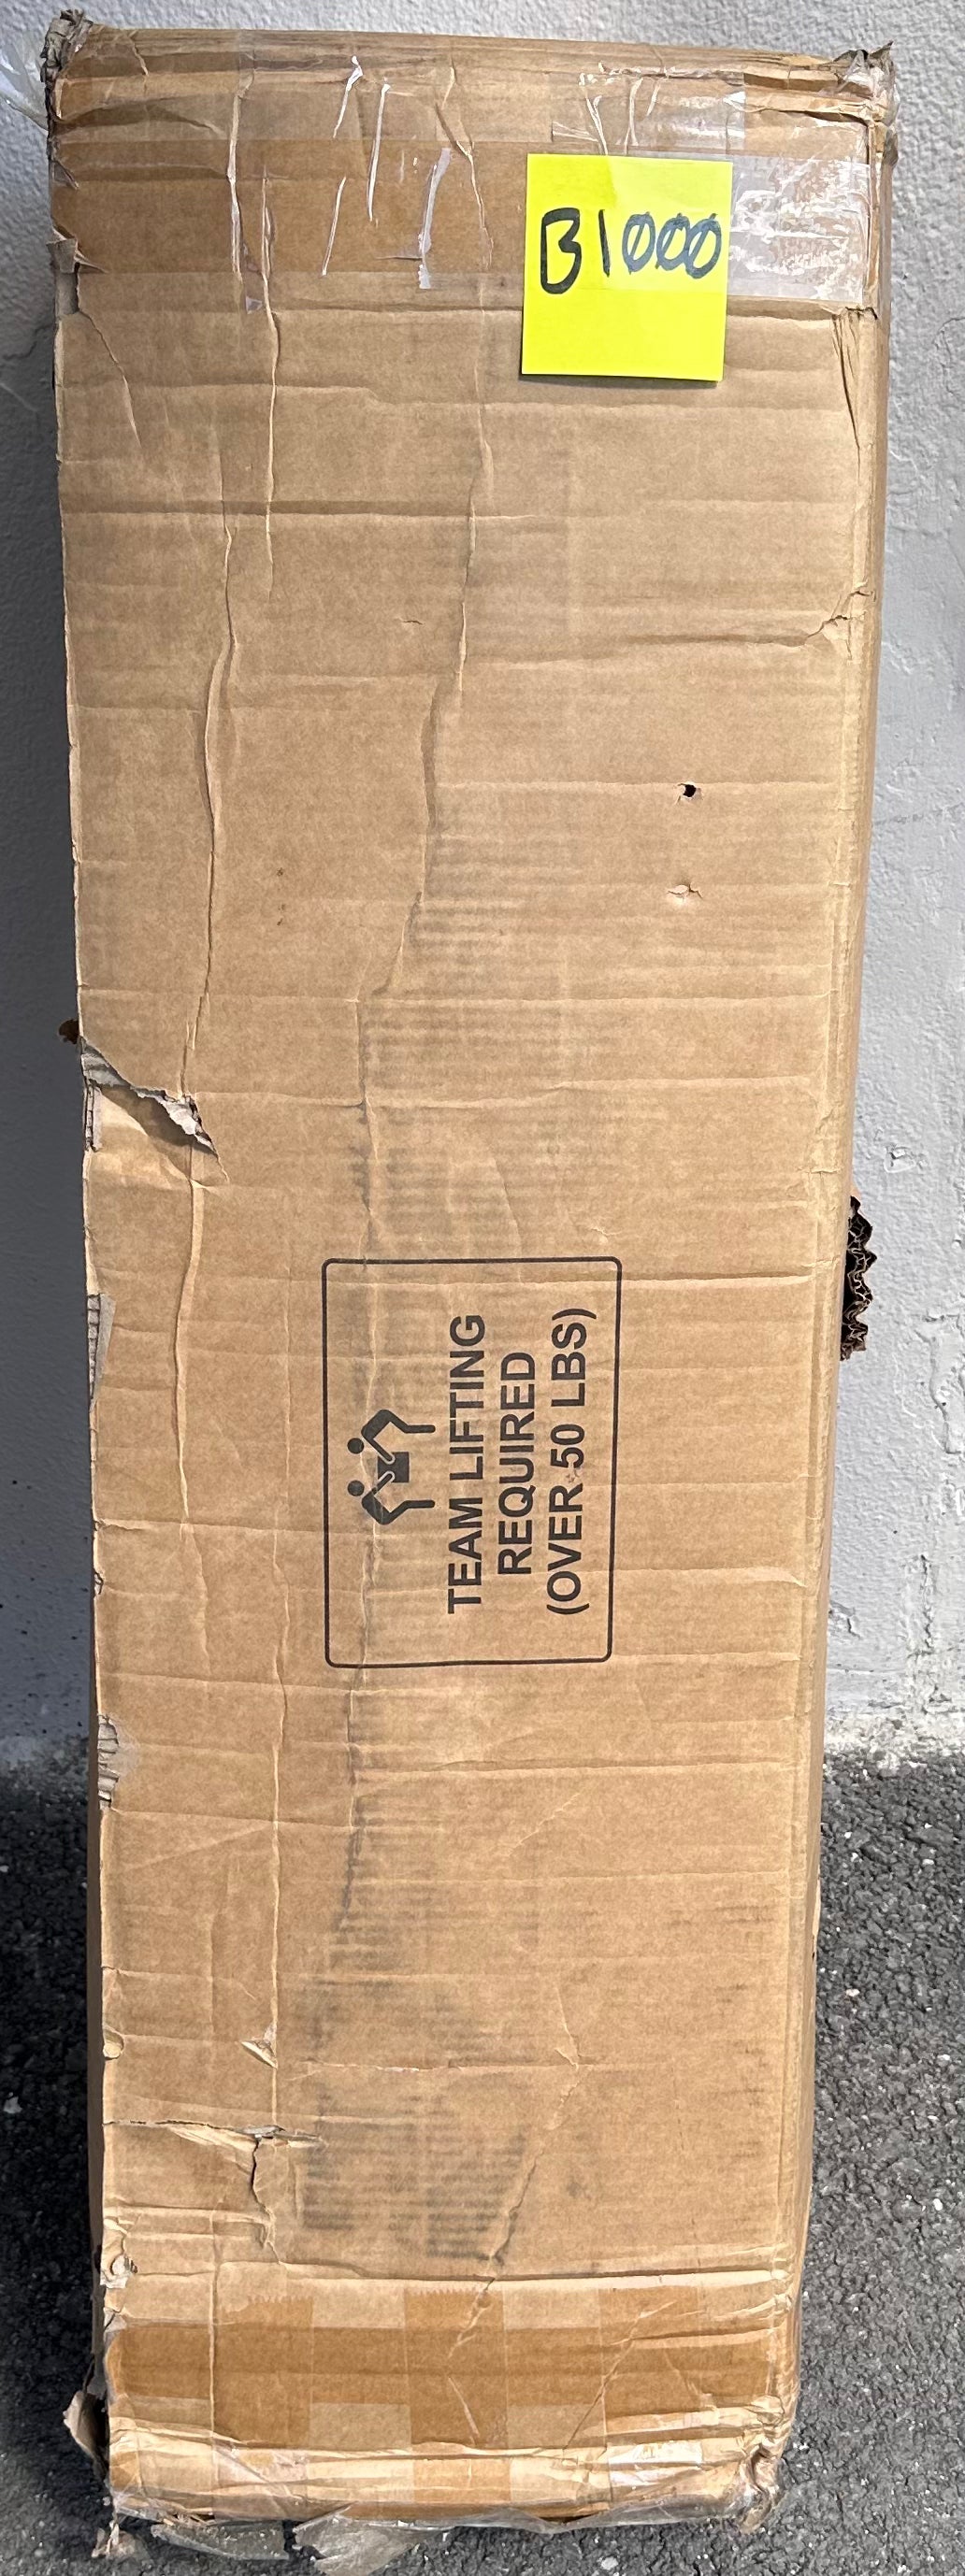 B1000
TEAM LIFTING
REQUIRED
(OVER 50 LBS)